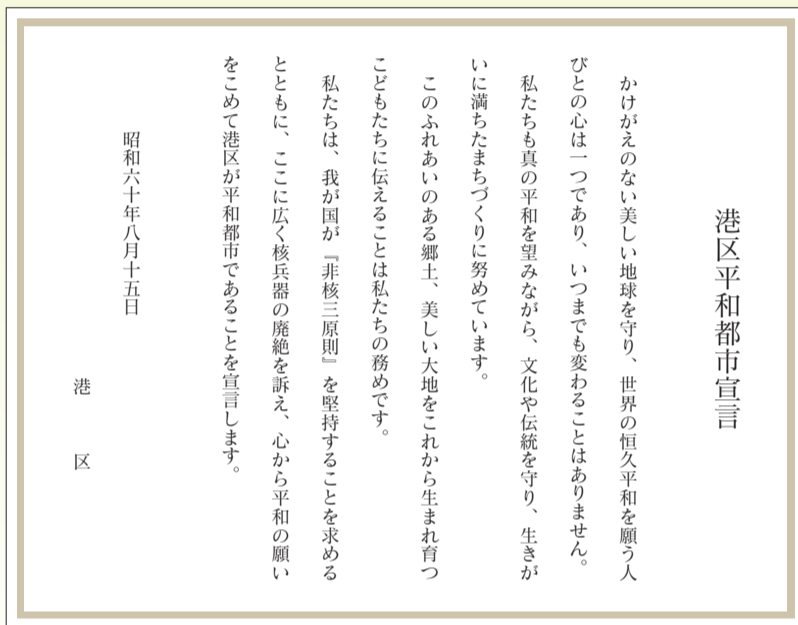 港区平和都市宣言
かけがえのない美しい地球を守り、世界の恒久平和を願う人
びとの心は一つであり、いつまでも変わることはありません。
私たちも真の平和を望みながら、文化や伝統を守り、生きが
いに満ちたまちづくりに努めています。
このふれあいのある郷土、美しい大地をこれから生まれ育つ
こどもたちに伝えることは私たちの務めです。
私たちは、我が国が『非核三原則』を堅持することを求める
とともに、ここに広く核兵器の廃絶を訴え、心から平和の願い
をこめて港区が平和都市であることを宣言します。
昭和六十年八月十五日
港区